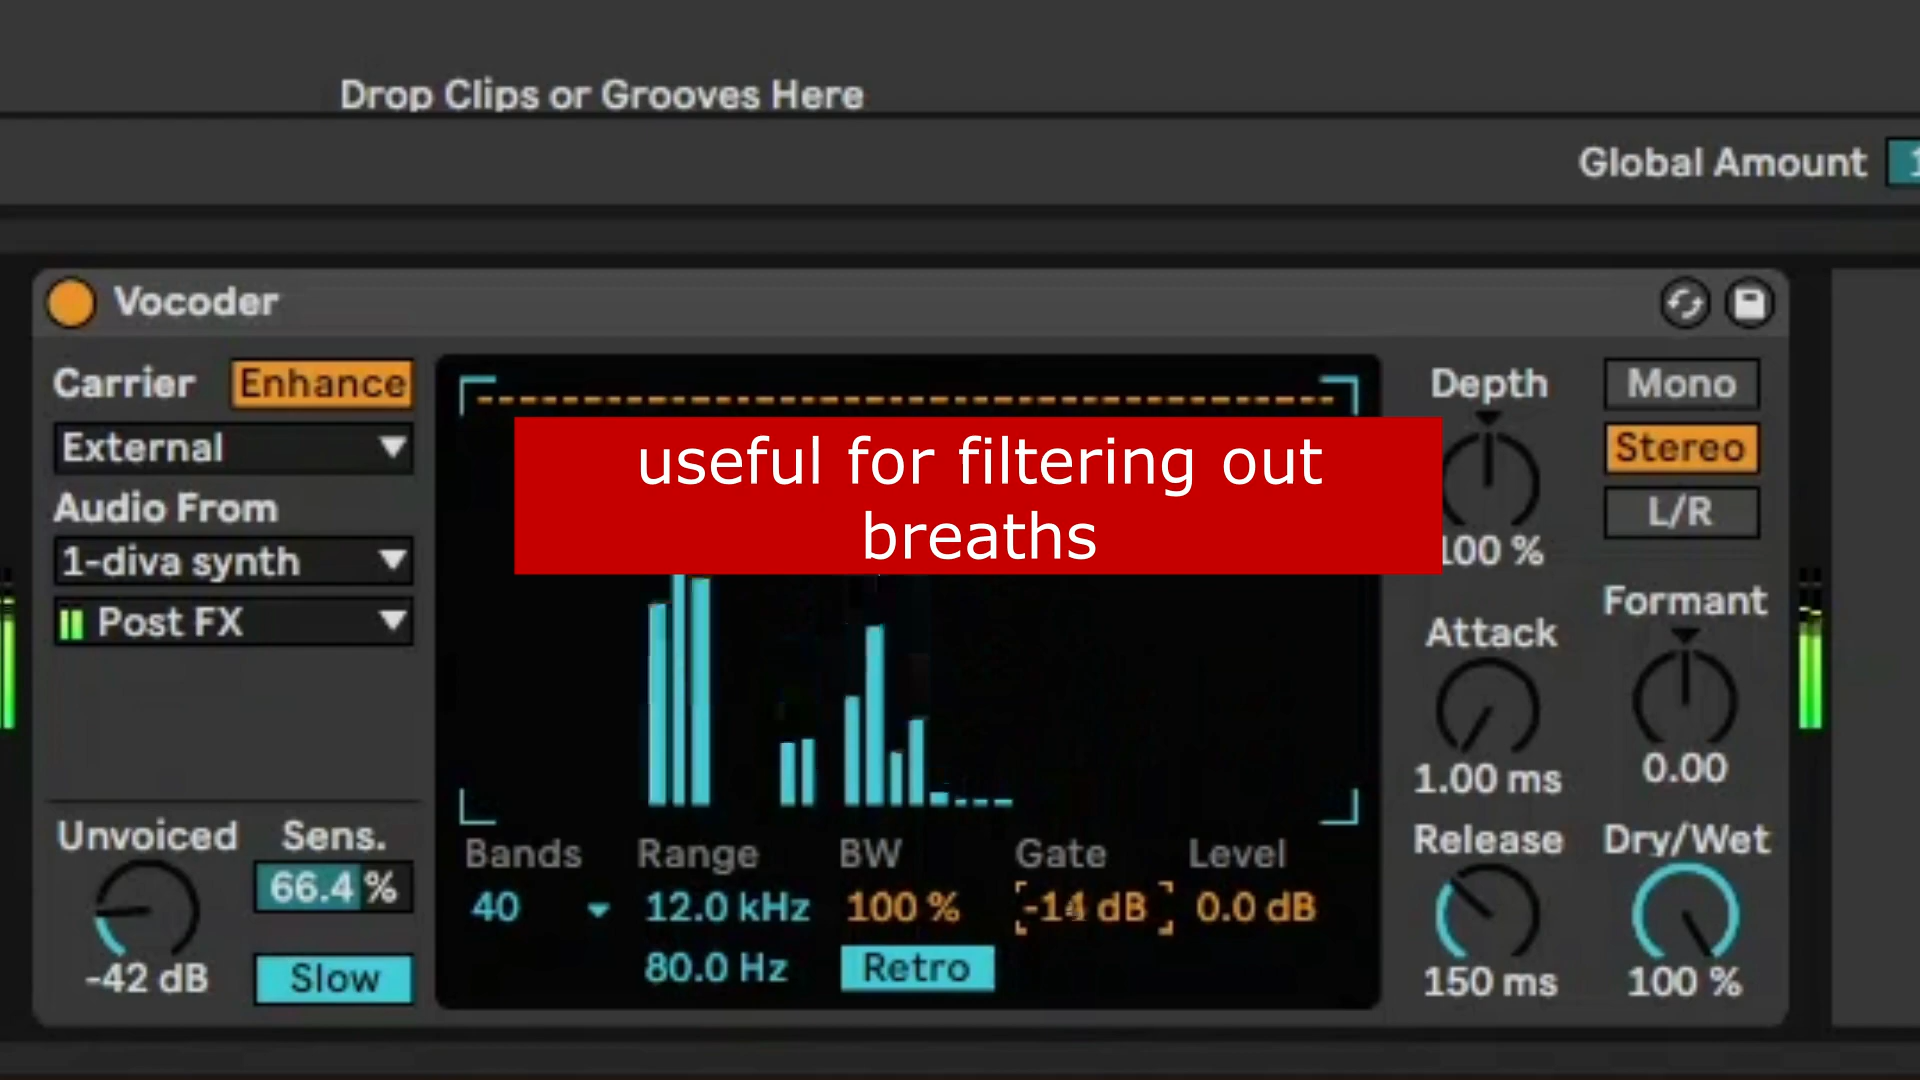 Drop Clips or Grooves Here
Global Amount
Vocoder
Carrier Enhance
External
Audio From
1-diva synth
Post FX
Unvoiced Sens.
66.4 %
-42 dB
Slow
useful for filtering out
breaths
Bands Range BW Gate Level
40 12.0 kHz 100 % -14 dB 0.0 dB
80.0 Hz Retro
Depth
100 %
Attack
1.00 ms
Release
150 ms
Mono
Stereo
L/R
Formant
0.00
Dry/Wet
100 %